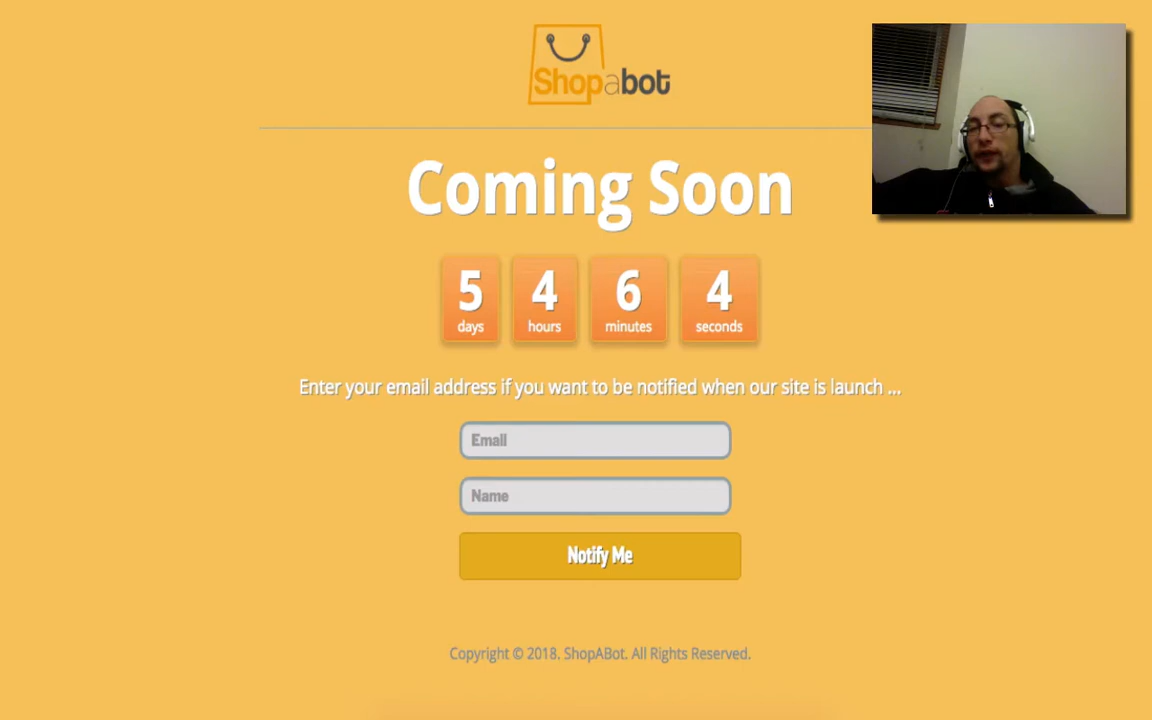 Shopabot
Coming Soon
5 4 6 4
days hours minutes seconds
Enter your email address if you want to be notified when our site is launch ...
Email
Name
Notify Me
Copyright © 2018. ShopABot. All Rights Reserved.